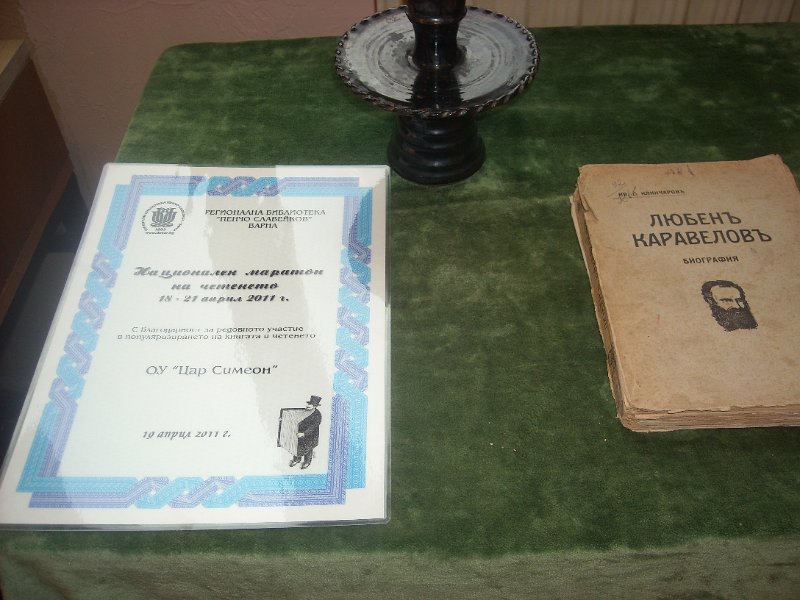 РЕГИОНАЛНА БИБЛИОТЕКА
"ПЕНЧО СЛАВЕЙКОВ"
ВАРНА
Национален маратон
на четенето
18 - 21 април 2011 г.
С благодарност за редовното участие
в популяризирането на книгата и четенето
ОУ "Цар Симеон"
19 април 2011 г.
КЛИНЧАРОВЪ
ЛЮБЕНЪ
КАРАВЕЛОВЪ
БИОГРАФИЯ